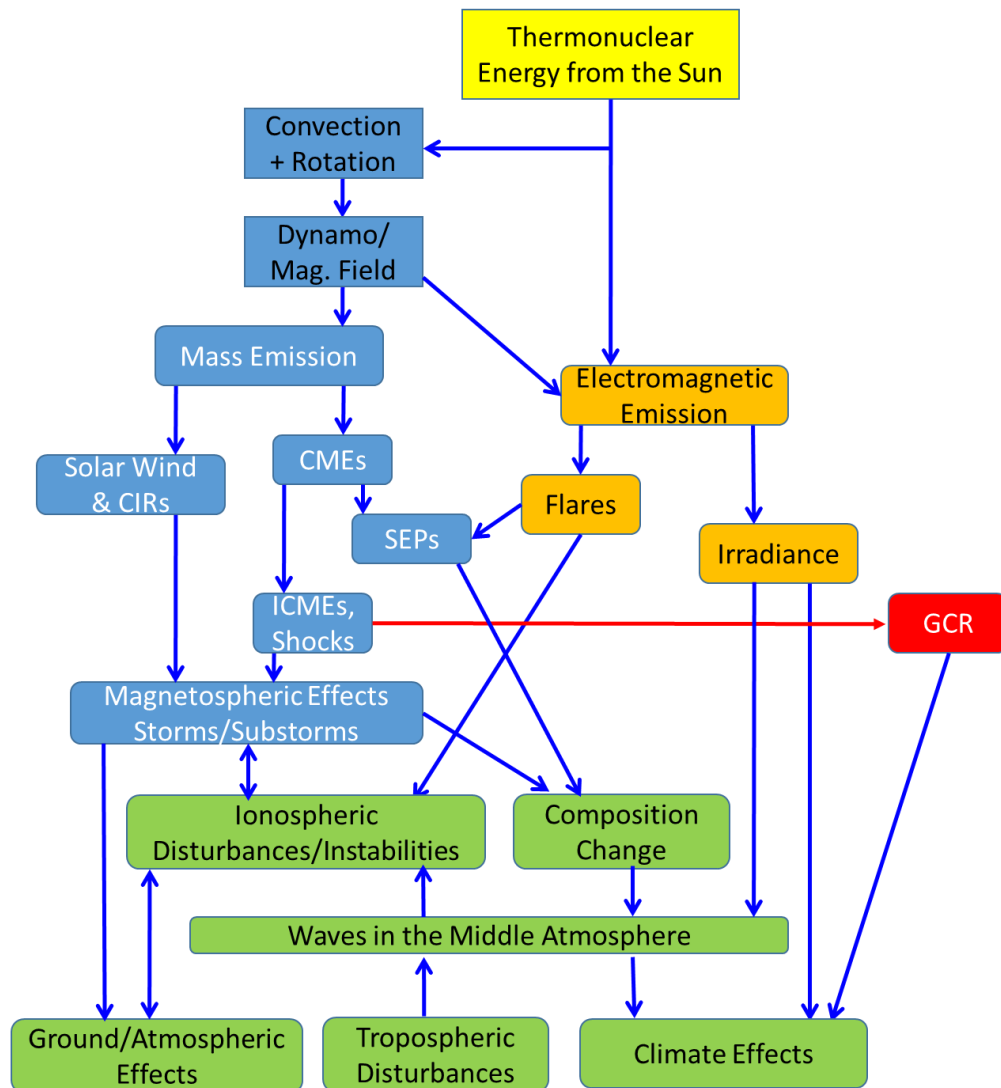 Thermonuclear
Energy from the Sun
Convection
+ Rotation
Dynamo/
Mag. Field
Mass Emission
Electromagnetic
Emission
CMEs
Solar Wind
& CIRs
Flares
SEPs
Irradiance
ICMEs,
Shocks
GCR
Magnetospheric Effects
Storms/Substorms
Ionospheric
Disturbances/Instabilities
Composition
Change
Waves in the Middle Atmosphere
Ground/Atmospheric
Effects
Tropospheric
Disturbances
Climate Effects